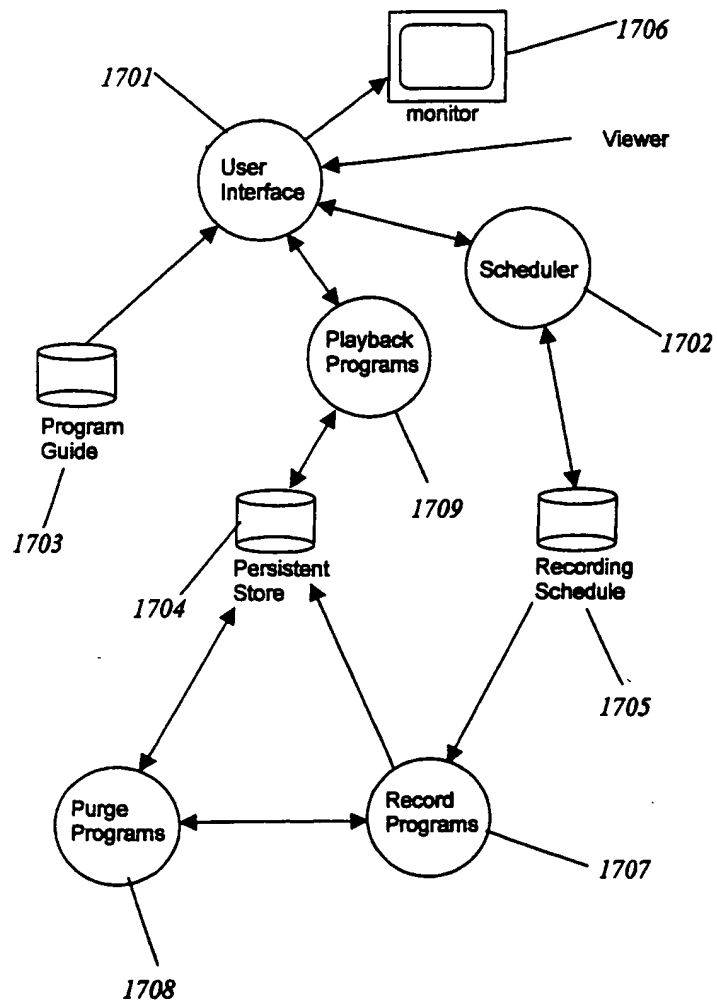 1706
1701
monitor
Viewer
User
Interface
Scheduler
1702
Playback
Programs
Program
Guide
1709
1703
Persistent
Store
Recording
Schedule
1704
1705
Purge
Programs
Record
Programs
1707
1708